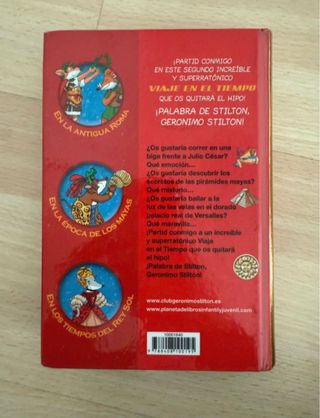 ¡PARTID CONMIGO
EN ESTE SEGUNDO INCREÍBLE
Y SUPERRATÓNICO
VIAJE EN EL TIEMPO
QUE OS QUITARÁ EL HIPO!
¡PALABRA DE STILTON,
GERONIMO STILTON!
EN LA ANTIGUA ROMA
¿Os gustaría correr en una
biga frente a Julio César?
Qué emoción...
¿Os gustaría descubrir los
secretos de las pirámides mayas?
Qué misterio...
¿Os gustaría bailar a la
luz de las velas en el dorado
palacio real de Versalles?
Qué maravilla...
¡Partid conmigo a un increíble
y superratónico Viaje
en el Tiempo que os quitará
el hipo!
¡Palabra de Stilton,
Geronimo Stilton!
EN LA ÉPOCA DE LOS MAYAS
EN LOS TIEMPOS DEL REY SOL
www.clubgeronimostilton.es
www.planetadelibrosinfantilyjuvenil.com
10001640
9788408100195